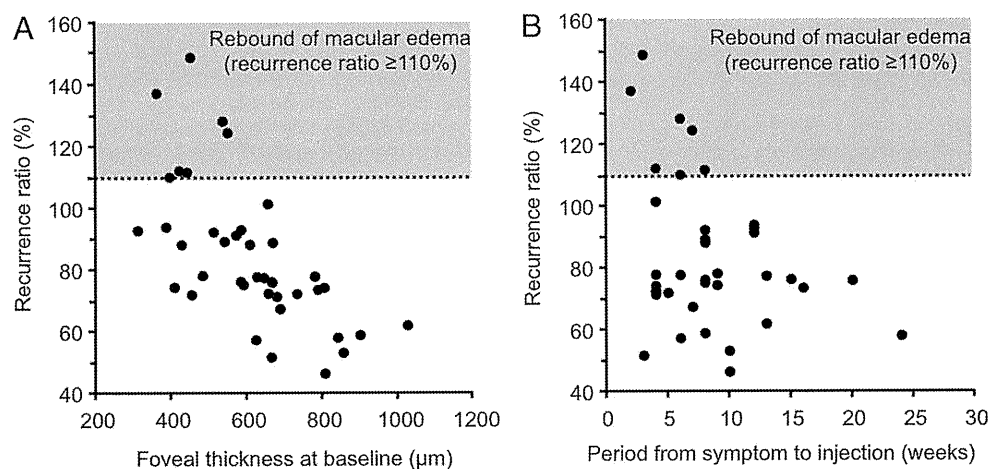 A
Rebound of macular edema
(recurrence ratio ≥110%)
Recurrence ratio (%)
160
140
120
100
80
60
40
200
400
600
800
1000
1200
Foveal thickness at baseline (μm)
B
Rebound of macular edema
(recurrence ratio ≥110%)
Recurrence ratio (%)
160
140
120
100
80
60
40
0
5
10
15
20
25
30
Period from symptom to injection (weeks)